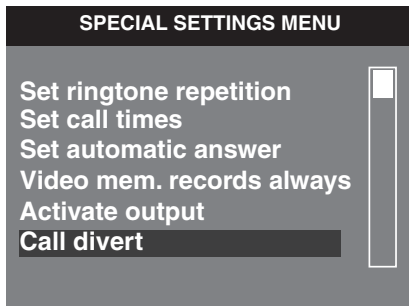 SPECIAL SETTINGS MENU
Set ringtone repetition
Set call times
Set automatic answer
Video mem. records always
Activate output
Call divert